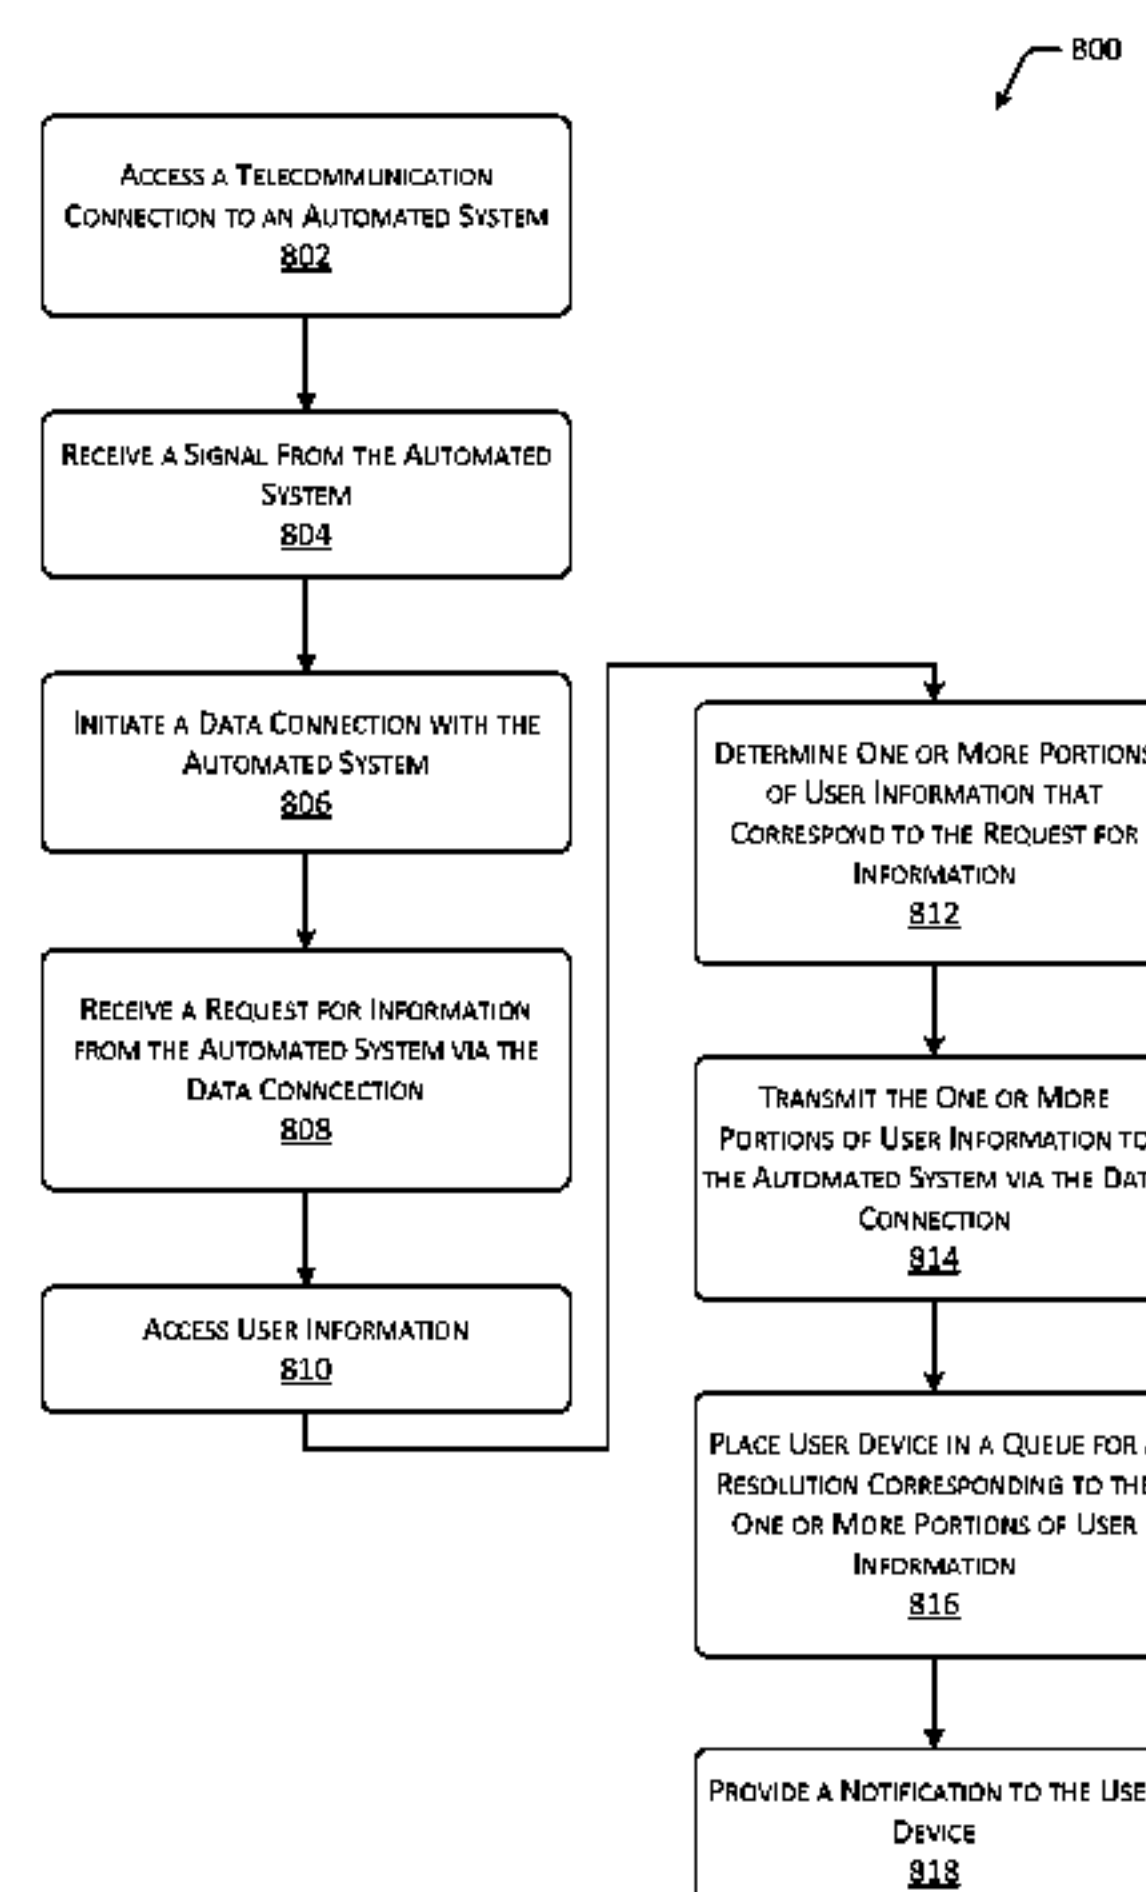 800
ACCESS A TELECOMMUNICATION
CONNECTION TO AN AUTOMATED SYSTEM
802
RECEIVE A SIGNAL FROM THE AUTOMATED
SYSTEM
804
INITIATE A DATA CONNECTION WITH THE
AUTOMATED SYSTEM
806
RECEIVE A REQUEST FOR INFORMATION
FROM THE AUTOMATED SYSTEM VIA THE
DATA CONNCECTION
808
ACCESS USER INFORMATION
810
DETERMINE ONE OR MORE PORTIONS
OF USER INFORMATION THAT
CORRESPOND TO THE REQUEST FOR
INFORMATION
812
TRANSMIT THE ONE OR MORE
PORTIONS OF USER INFORMATION TO
THE AUTOMATED SYSTEM VIA THE DAT
CONNECTION
814
PLACE USER DEVICE IN A QUEUE FOR
RESOLUTION CORRESPONDING TO THE
ONE OR MORE PORTIONS OF USER
INFORMATION
816
PROVIDE A NOTIFICATION TO THE USE
DEVICE
818